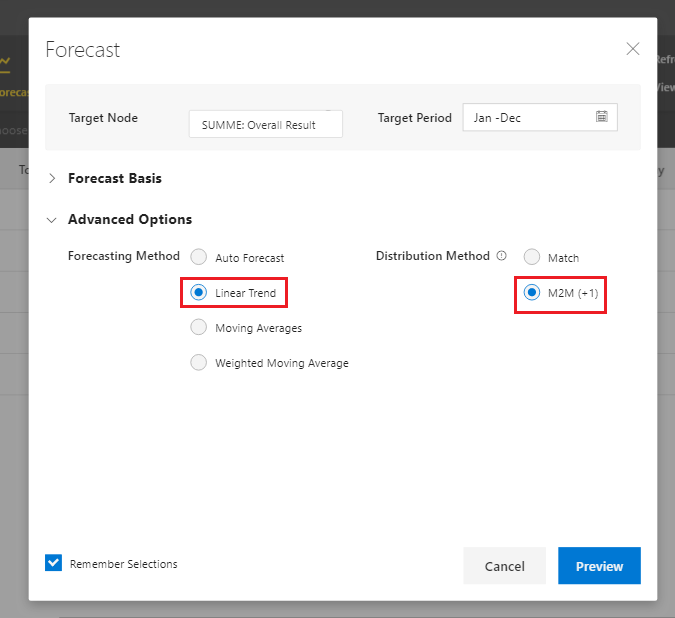 Forecast
Target Node
SUMME: Overall Result
Target Period
Jan -Dec
Forecast Basis
Advanced Options
Forecasting Method
Auto Forecast
Distribution Method
Match
Linear Trend
M2M (+1)
Moving Averages
Weighted Moving Average
Remember Selections
Cancel
Preview